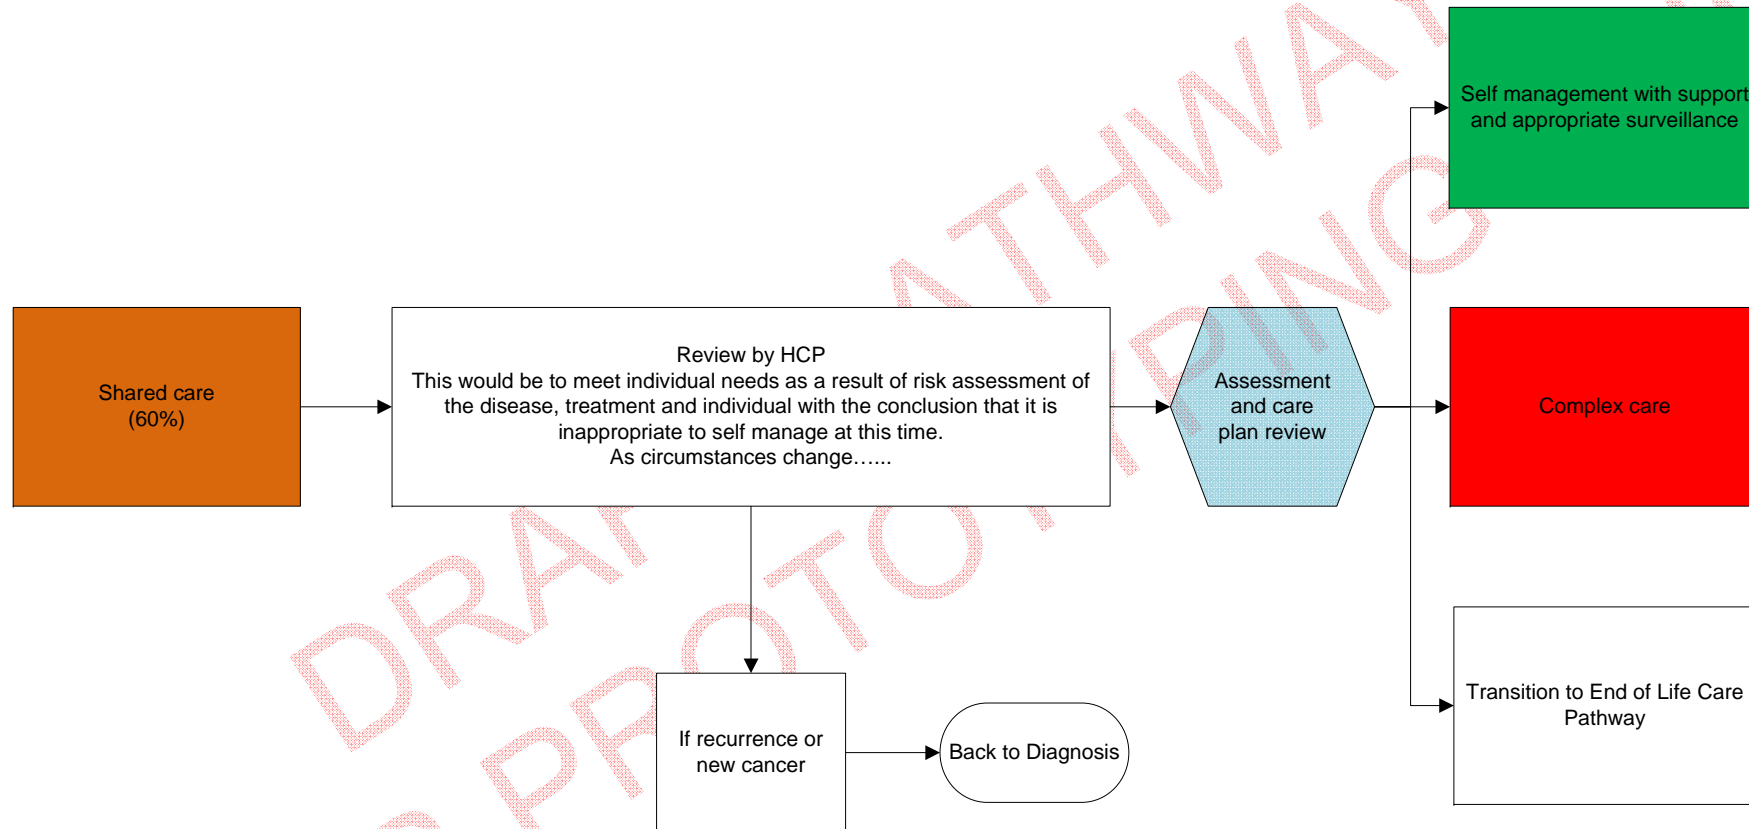 Self management with support
and appropriate surveillance
Shared care
(60%)
Review by HCP
This would be to meet individual needs as a result of risk assessment of
the disease, treatment and individual with the conclusion that it is
inappropriate to self manage at this time.
As circumstances change…...
Assessment
and care
plan review
Complex care
If recurrence or
new cancer
Back to Diagnosis
Transition to End of Life Care
Pathway